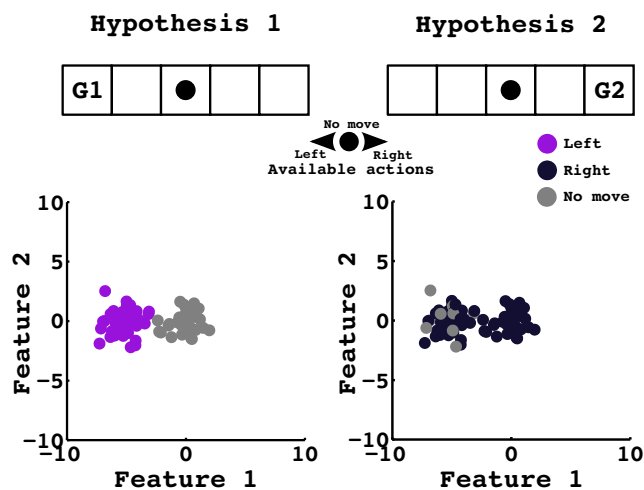 Hypothesis 1
Hypothesis 2
G1
G2
No move
Left
Right
Available actions
Left
Right
No move
10
5
0
−5
−10
Feature 2
−10
0
10
Feature 1
10
5
0
−5
−10
Feature 2
−10
0
10
Feature 1